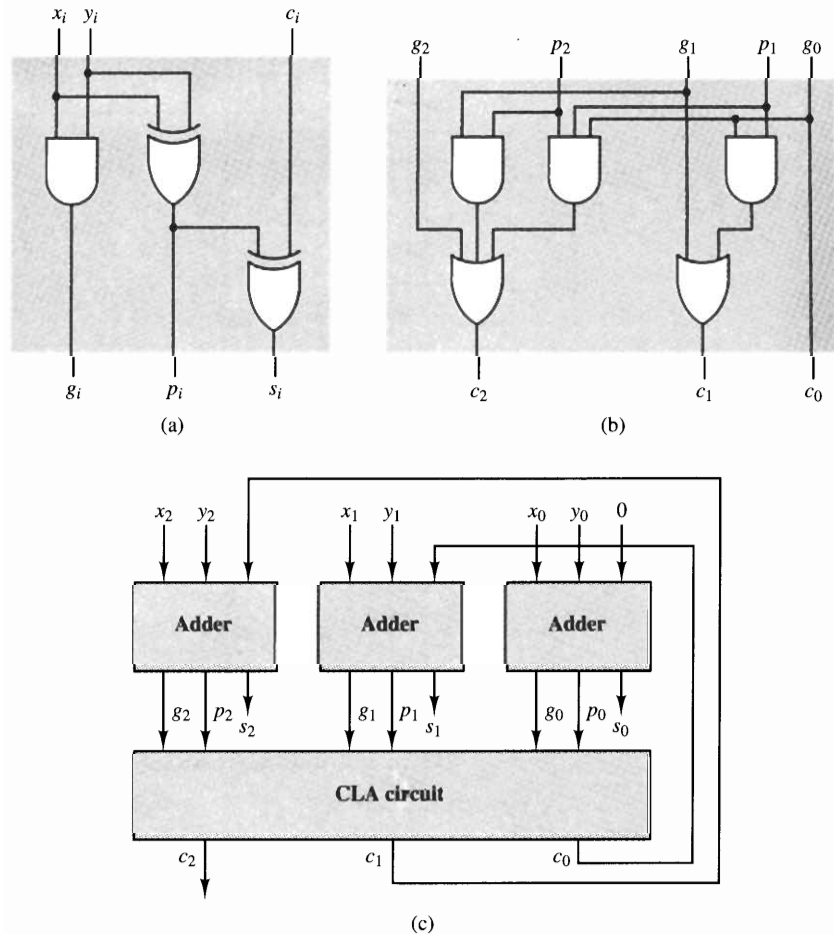 x_i y_i c_i
g_i p_i s_i
(a)
g_2 p_2 g_1 p_1 g_0
c_2 c_1 c_0
(b)
x_2 y_2 x_1 y_1 x_0 y_0 0
Adder Adder Adder
g_2 p_2 s_2 g_1 p_1 s_1 g_0 p_0 s_0
CLA circuit
c_2 c_1 c_0
(c)